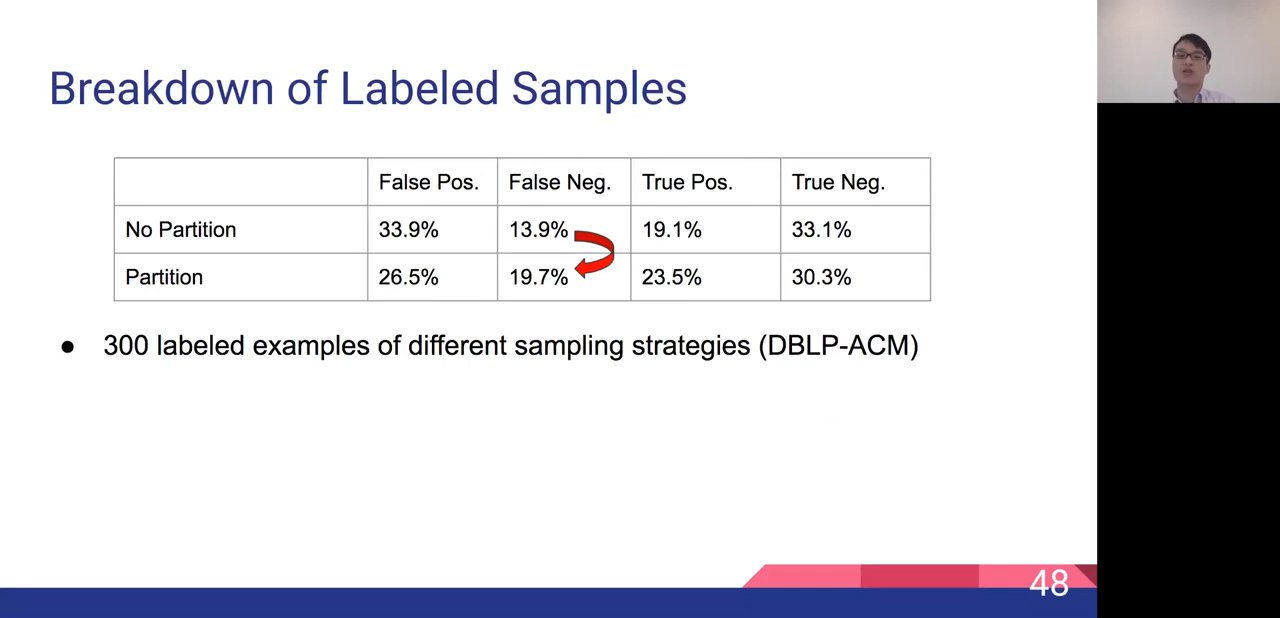 Breakdown of Labeled Samples
False Pos. False Neg. True Pos. True Neg.
No Partition 33.9% 13.9% 19.1% 33.1%
Partition 26.5% 19.7% 23.5% 30.3%
● 300 labeled examples of different sampling strategies (DBLP-ACM)
48